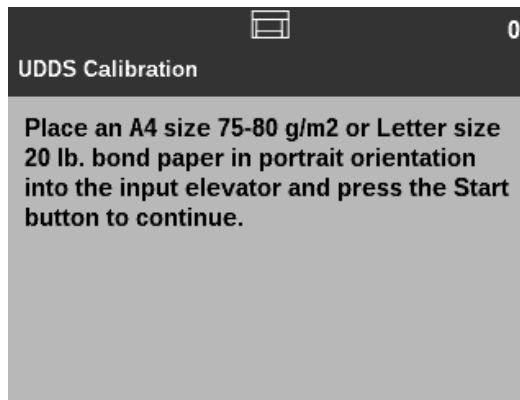 0
UDDS Calibration
Place an A4 size 75-80 g/m2 or Letter size
20 lb. bond paper in portrait orientation
into the input elevator and press the Start
button to continue.